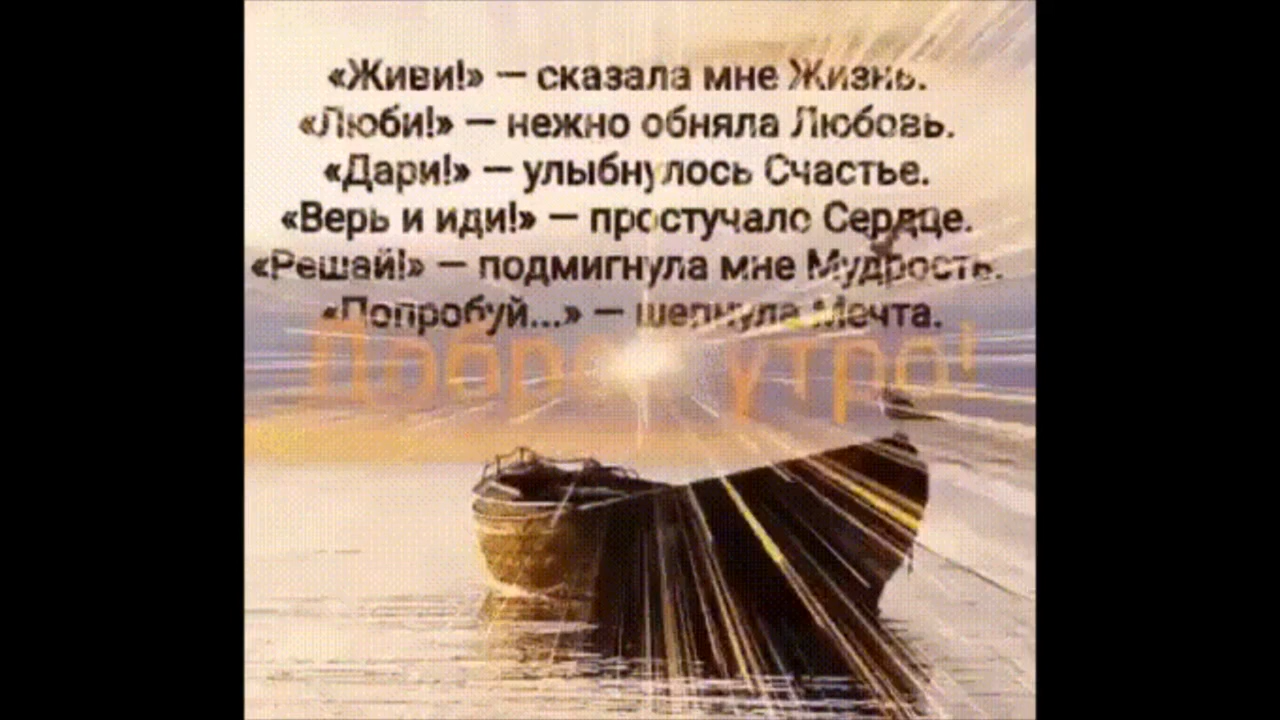 «Живи!» — сказала мне Жизнь.
«Люби!» — нежно обняла Любовь.
«Дари!» — улыбнулось Счастье.
«Верь и иди!» — простучало Сердце.
«Решай!» — подмигнула мне Мудрость.
«Попробуй...» — шепнула Мечта.
Доброе утро!